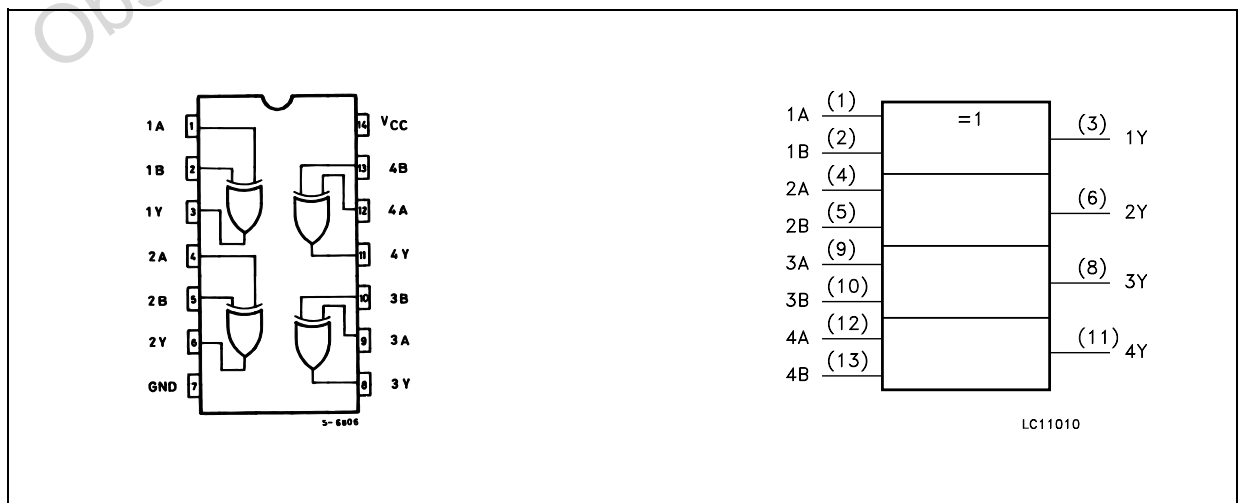 Obs
1A 1 14 VCC
1B 2 13 4B
1Y 3 12 4A
2A 4 11 4Y
2B 5 10 3B
2Y 6 9 3A
GND 7 8 3Y
S-6806
=1
1A (1)
1B (2)
2A (4)
2B (5)
3A (9)
3B (10)
4A (12)
4B (13)
(3) 1Y
(6) 2Y
(8) 3Y
(11) 4Y
LC11010